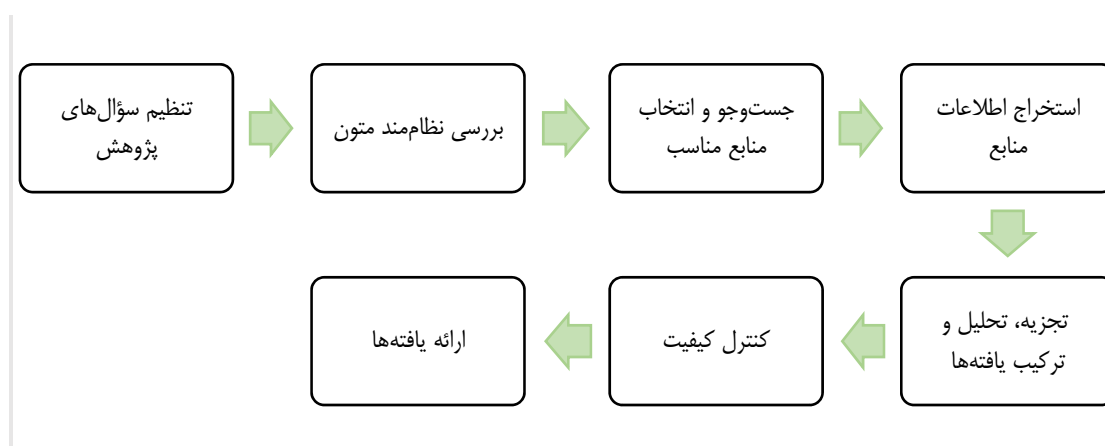 تنظیم سؤال‌های
پژوهش
بررسی نظام‌مند متون
جست‌وجو و انتخاب
منابع مناسب
استخراج اطلاعات
منابع
تجزیه، تحلیل و
ترکیب یافته‌ها
کنترل کیفیت
ارائه یافته‌ها